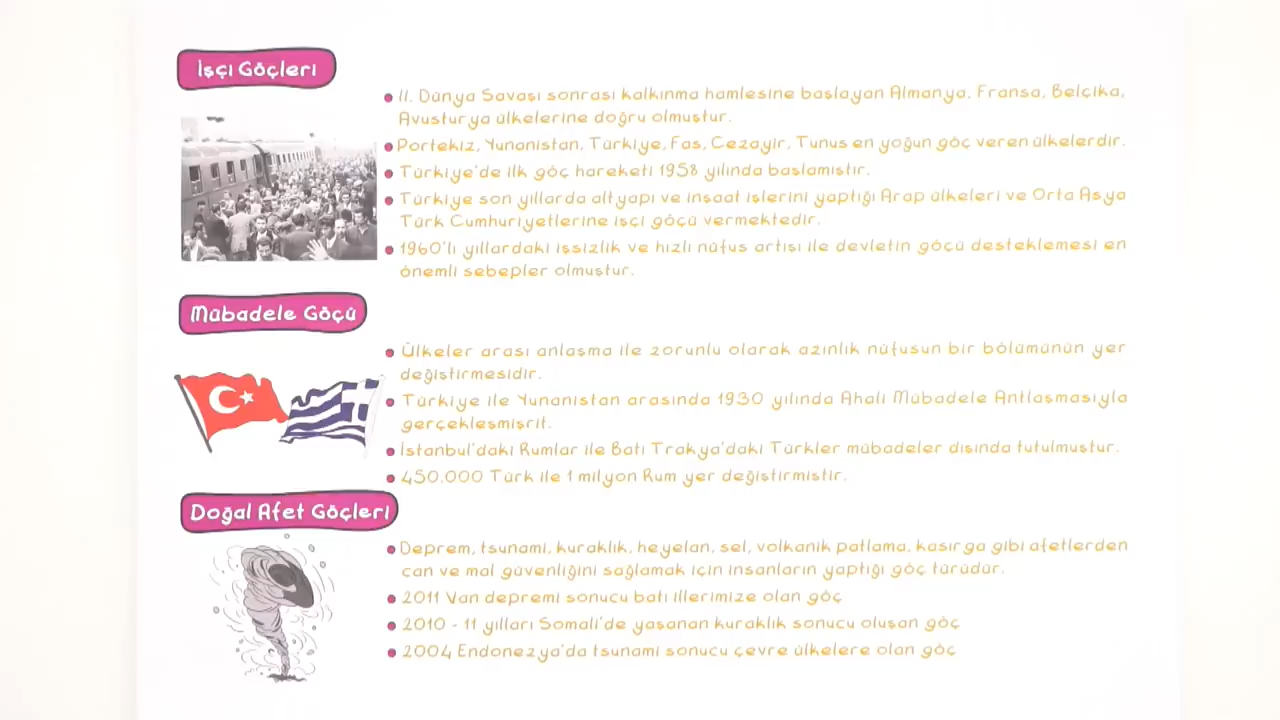 İşçi Göçleri
II. Dünya Savaşı sonrası kalkınma hamlesine başlayan Almanya, Fransa, Belçika,
Avusturya ülkelerine doğru olmuştur.
Portekiz, Yunanistan, Türkiye, Fas, Cezayir, Tunus en yoğun göç veren ülkelerdir.
Türkiye'de ilk göç hareketi 1958 yılında başlamıştır.
Türkiye son yıllarda altyapı ve inşaat işlerini yaptığı Arap ülkeleri ve Orta Asya
Türk Cumhuriyetlerine işçi göçü vermektedir.
1960'lı yıllardaki işsizlik ve hızlı nüfus artışı ile devletin göçü desteklemesi en
önemli sebepler olmuştur.
Mübadele Göçü
Ülkeler arası anlaşma ile zorunlu olarak azınlık nüfusun bir bölümünün yer
değiştirmesidir.
Türkiye ile Yunanistan arasında 1930 yılında Ahali Mübadele Antlaşmasıyla
gerçekleşmişrit.
İstanbul'daki Rumlar ile Batı Trakya'daki Türkler mübadeler dışında tutulmuştur.
450.000 Türk ile 1 milyon Rum yer değiştirmiştir.
Doğal Afet Göçleri
Deprem, tsunami, kuraklık, heyelan, sel, volkanik patlama, kasırga gibi afetlerden
can ve mal güvenliğini sağlamak için insanların yaptığı göç türüdür.
2011 Van depremi sonucu batı illerimize olan göç
2010 - 11 yılları Somali'de yaşanan kuraklık sonucu oluşan göç
2004 Endonezya'da tsunami sonucu çevre ülkelere olan göç